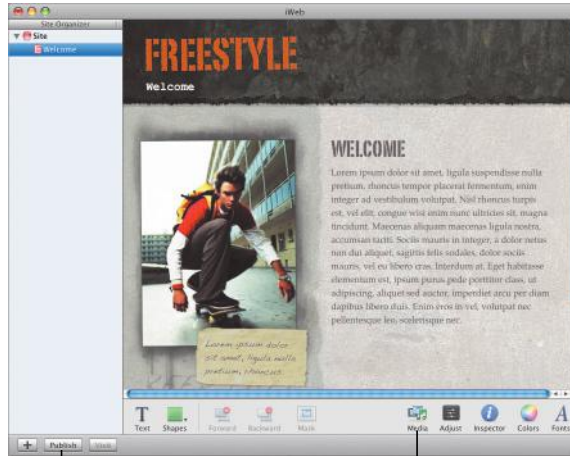 iWeb
Site Organizer
Site
Welcome
FREESTYLE
Welcome
WELCOME
Lorem ipsum dolor sit amet, ligula suspendisse nulla
pretium, rhoncus tempor placerat fermentum, enim
integer ad vestibulum volutpat. Nisl rhoncus turpis
est, vel elit, congue wisi enim nunc ultricies sit, magna
tincidunt. Maecenas aliquam maecenas ligula nostra,
accumsan taciti. Sociis mauris in integer, a dolor netus
non dui aliquet, sagittis felis sodales, dolor sociis
mauris, vel eu libero cras. Interdum at. Eget habitasse
elementum est, ipsum purus pede porttitor class, ut
adipiscing, aliquet sed auctor, imperdiet arcu per diam
dapibus libero duis. Enim eros in vel, volutpat nec
pellentesque leo, scelerisque nec.
Lorem ipsum dolor
sit amet, ligula nulla
pretium, rhoncus.
Text Shapes Forward Backward Mask Media Adjust Inspector Colors Fonts
Publish Visit